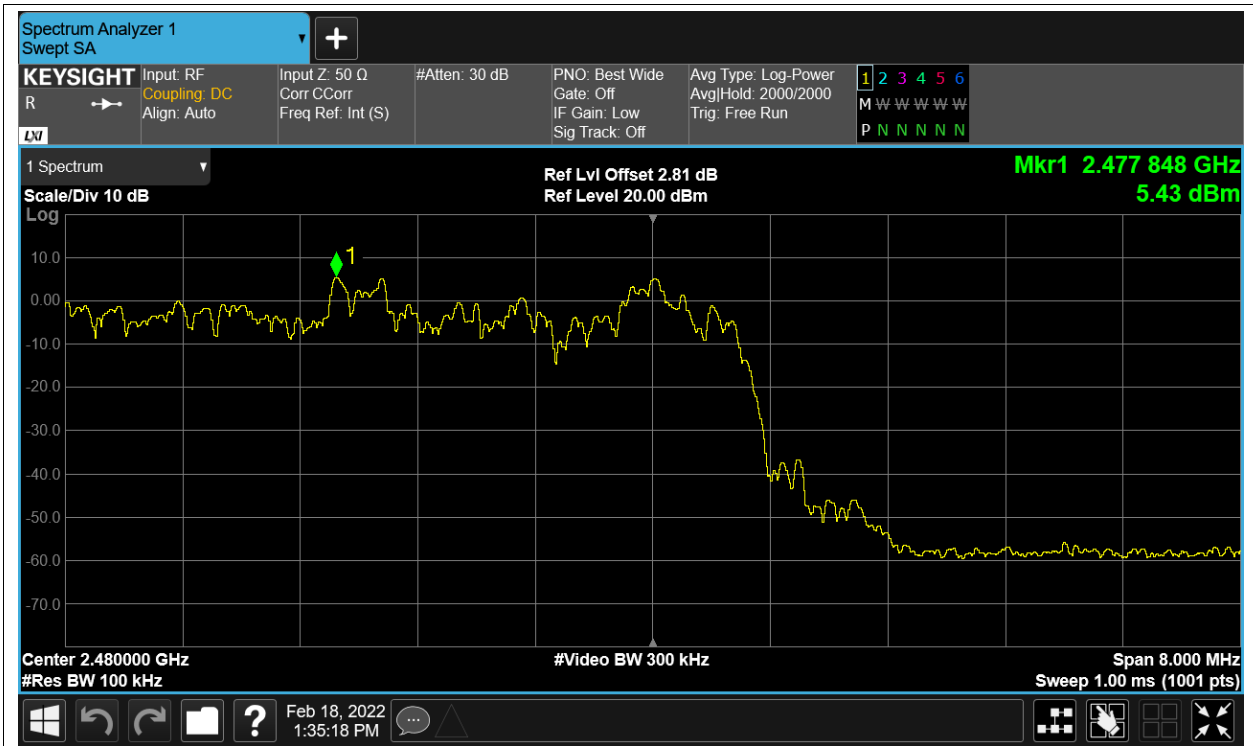 Spectrum Analyzer 1
Swept SA
KEYSIGHT
R
LXI
Input: RF
Coupling: DC
Align: Auto
Input Z: 50 Ω
Corr CCorr
Freq Ref: Int (S)
#Atten: 30 dB
PNO: Best Wide
Gate: Off
IF Gain: Low
Sig Track: Off
Avg Type: Log-Power
Avg|Hold: 2000/2000
Trig: Free Run
1 2 3 4 5 6
M W W W W W W
P N N N N N N
1 Spectrum
Scale/Div 10 dB
Log
Ref Lvl Offset 2.81 dB
Ref Level 20.00 dBm
Mkr1 2.477 848 GHz
5.43 dBm
1
10.0
0.00
-10.0
-20.0
-30.0
-40.0
-50.0
-60.0
-70.0
Center 2.480000 GHz
#Res BW 100 kHz
#Video BW 300 kHz
Span 8.000 MHz
Sweep 1.00 ms (1001 pts)
?
Feb 18, 2022
1:35:18 PM